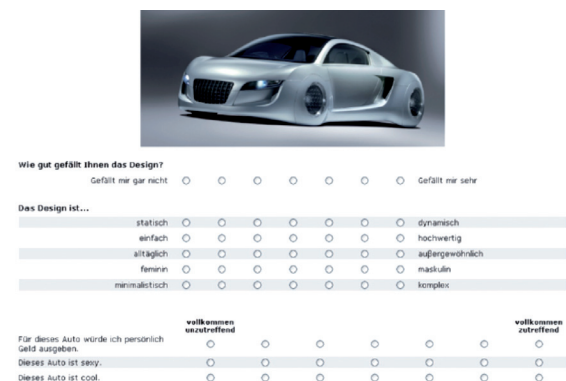 Wie gut gefällt Ihnen das Design?
Gefällt mir gar nicht Gefällt mir sehr
Das Design ist...
statisch dynamisch
einfach hochwertig
alltäglich außergewöhnlich
feminin maskulin
minimalistisch komplex
vollkommen unzutreffend vollkommen zutreffend
Für dieses Auto würde ich persönlich
Geld ausgeben.
Dieses Auto ist sexy.
Dieses Auto ist cool.